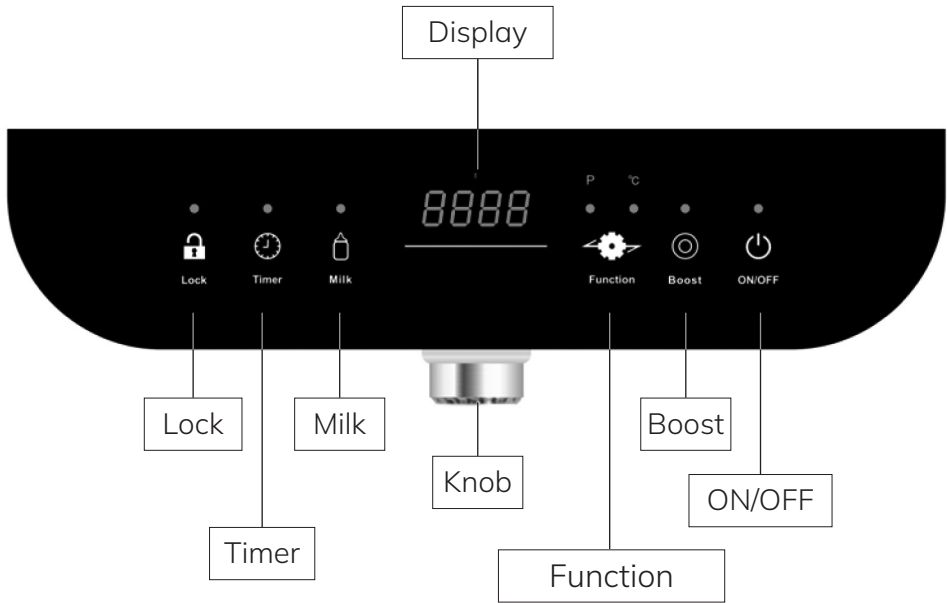 Display
P °C
8888
Lock Timer Milk Function Boost ON/OFF
Lock Milk Boost
Knob
ON/OFF
Timer
Function